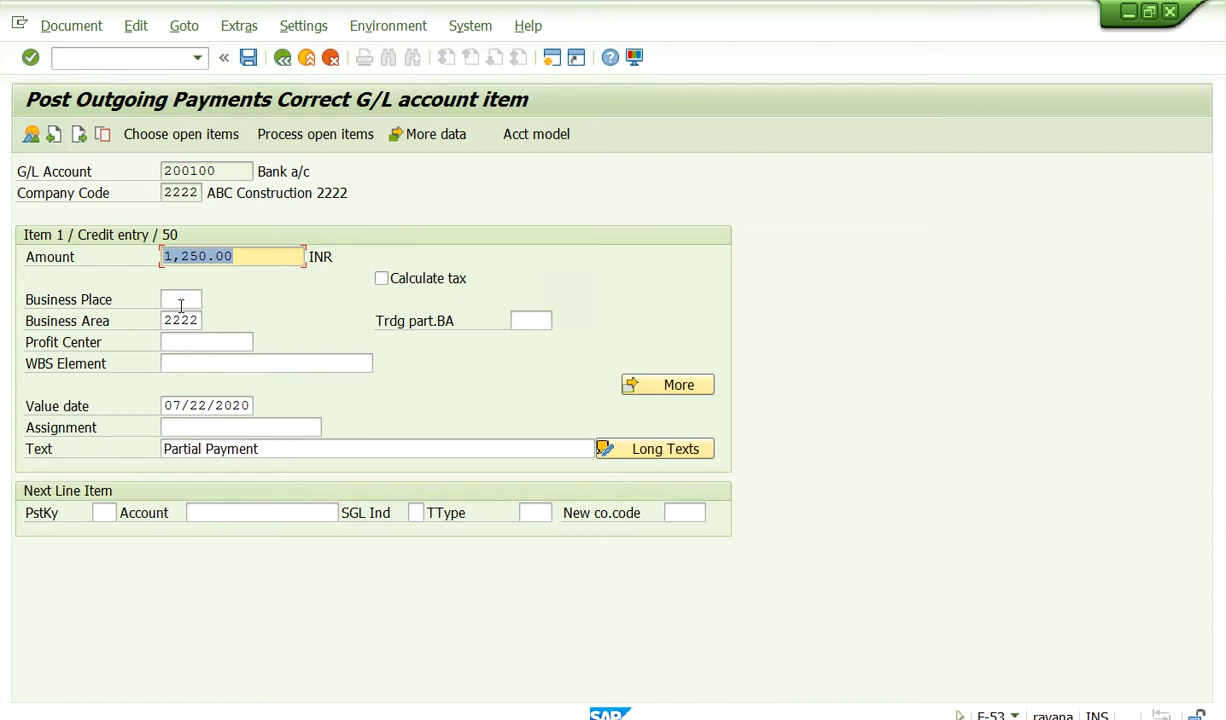 Document Edit Goto Extras Settings Environment System Help
Post Outgoing Payments Correct G/L account item
Choose open items Process open items More data Acct model
G/L Account 200100 Bank a/c
Company Code 2222 ABC Construction 2222
Item 1 / Credit entry / 50
Amount 1,250.00 INR
Calculate tax
Business Place
Business Area 2222 Trdg part.BA
Profit Center
WBS Element
More
Value date 07/22/2020
Assignment
Text Partial Payment Long Texts
Next Line Item
PstKy Account SGL Ind TType New co.code
SAP F-53 rayana INS